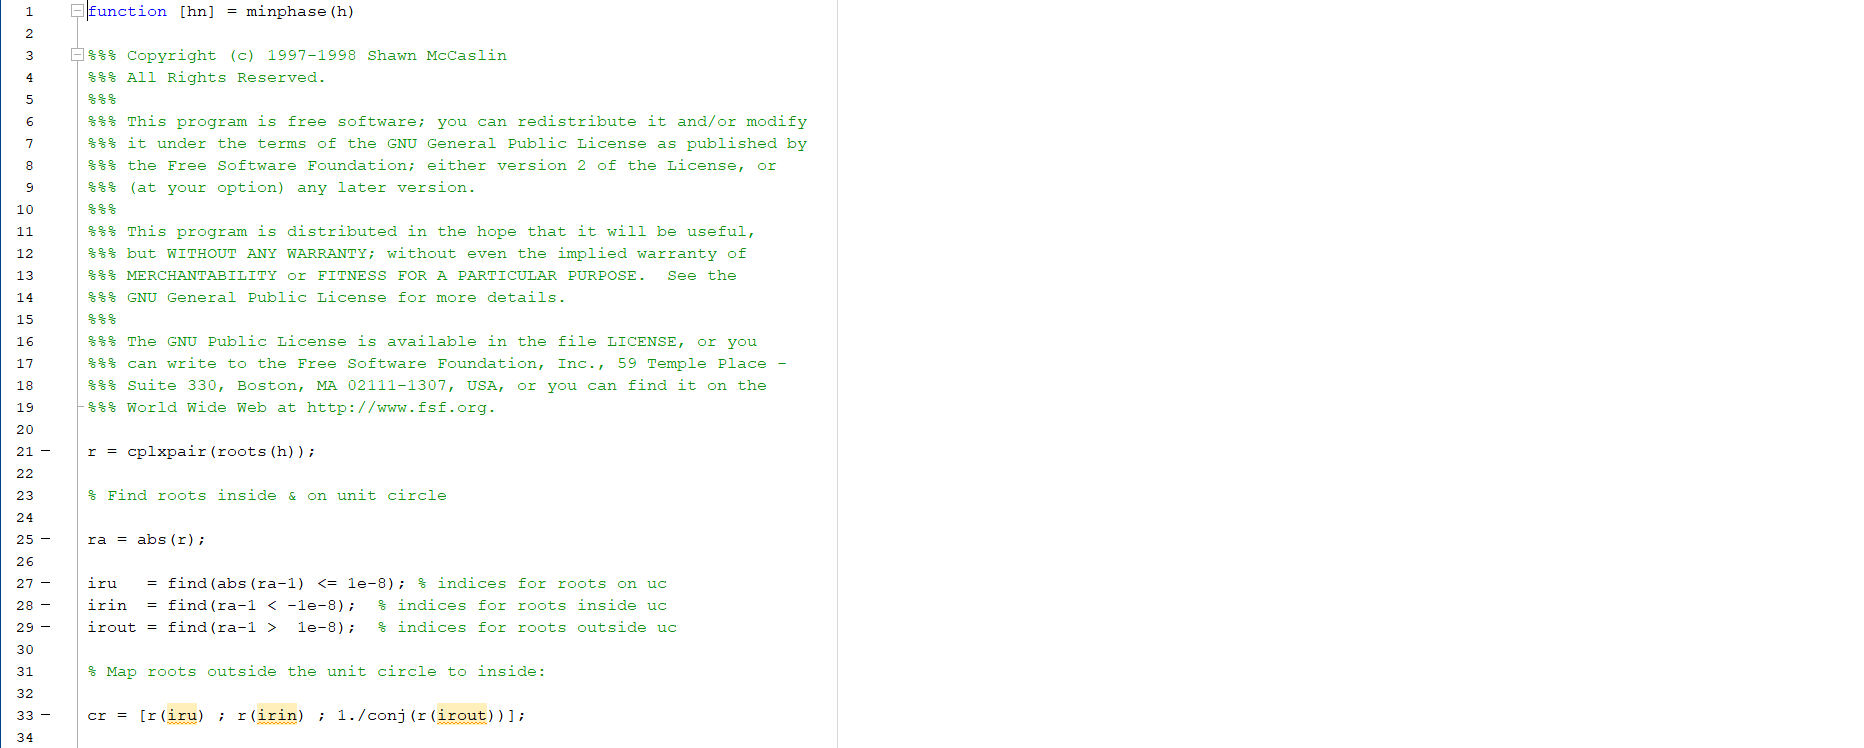 1 function [hn] = minphase(h)
2
3 %%% Copyright (c) 1997-1998 Shawn McCaslin
4 %%% All Rights Reserved.
5 %%%
6 %%% This program is free software; you can redistribute it and/or modify
7 %%% it under the terms of the GNU General Public License as published by
8 %%% the Free Software Foundation; either version 2 of the License, or
9 %%% (at your option) any later version.
10 %%%
11 %%% This program is distributed in the hope that it will be useful,
12 %%% but WITHOUT ANY WARRANTY; without even the implied warranty of
13 %%% MERCHANTABILITY or FITNESS FOR A PARTICULAR PURPOSE.  See the
14 %%% GNU General Public License for more details.
15 %%%
16 %%% The GNU Public License is available in the file LICENSE, or you
17 %%% can write to the Free Software Foundation, Inc., 59 Temple Place -
18 %%% Suite 330, Boston, MA 02111-1307, USA, or you can find it on the
19 %%% World Wide Web at http://www.fsf.org.
20
21 – r = cplxpair(roots(h));
22
23 % Find roots inside & on unit circle
24
25 – ra = abs(r);
26
27 – iru   = find(abs(ra-1) <= 1e-8); % indices for roots on uc
28 – irin  = find(ra-1 < -1e-8);  % indices for roots inside uc
29 – irout = find(ra-1 >  1e-8);  % indices for roots outside uc
30
31 % Map roots outside the unit circle to inside:
32
33 – cr = [r(iru) ; r(irin) ; 1./conj(r(irout))];
34